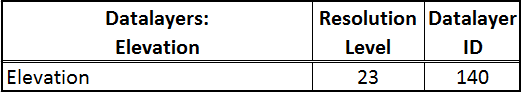 Datalayers: Resolution Datalayer
Elevation Level ID
Elevation 23 140